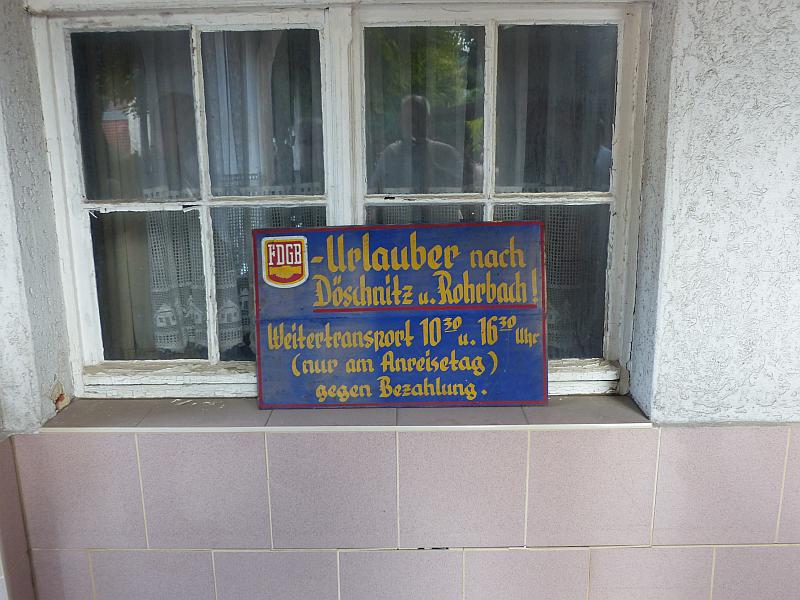 FDGB -Urlauber nach
Döschnitz u. Rohrbach!
Weitertransport 10³⁰ u. 16³⁰ Uhr
(nur am Anreisetag)
gegen Bezahlung.